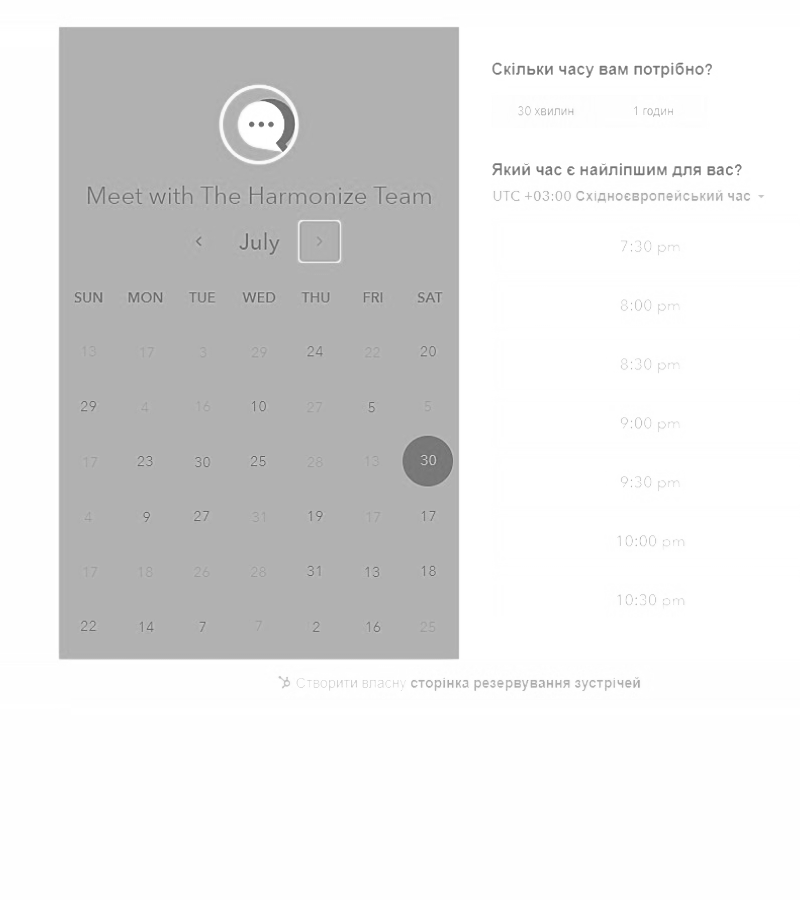 Meet with The Harmonize Team
July
SUN MON TUE WED THU FRI SAT
13 17 3 29 24 22 20
29 4 16 10 27 5 5
17 23 30 25 28 13 30
4 9 27 31 19 17 17
17 18 26 28 31 13 18
22 14 7 7 2 16 25
Скільки часу вам потрібно?
30 хвилин 1 годин
Який час є найліпшим для вас?
UTC +03:00 Східноєвропейський час
7:30 pm
8:00 pm
8:30 pm
9:00 pm
9:30 pm
10:00 pm
10:30 pm
Створити власну сторінка резервування зустрічей